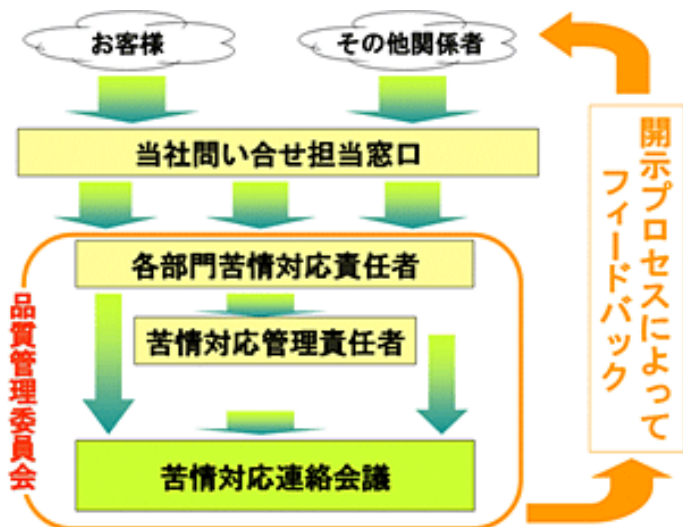 お客様
その他関係者
当社問い合せ担当窓口
各部門苦情対応責任者
苦情対応管理責任者
苦情対応連絡会議
品質管理委員会
開示プロセスによって
フィードバック